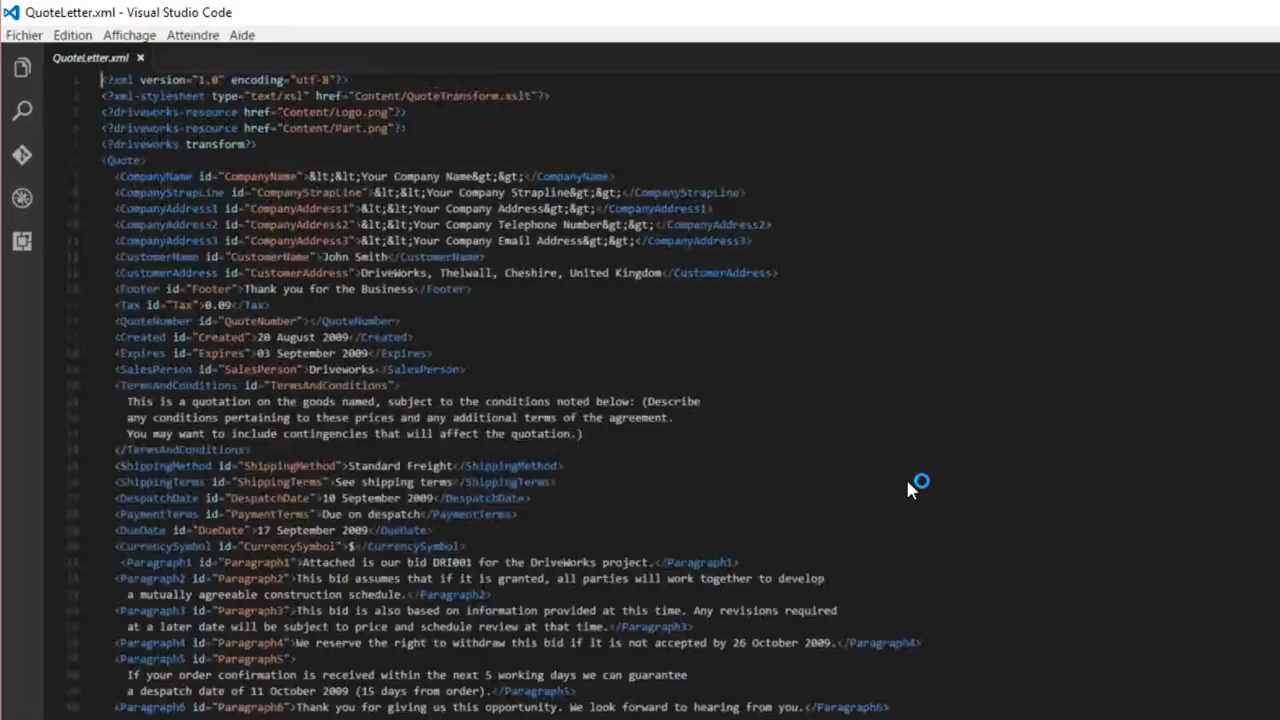 QuoteLetter.xml - Visual Studio Code
Fichier Edition Affichage Atteindre Aide
QuoteLetter.xml ×
<?xml version="1.0" encoding="utf-8"?>
<?xml-stylesheet type="text/xsl" href="Content/QuoteTransform.xslt"?>
<?driveworks-resource href="Content/Logo.png"?>
<?driveworks-resource href="Content/Part.png"?>
<?driveworks transform?>
<Quote>
<CompanyName id="CompanyName">&lt;&lt;Your Company Name&gt;&gt;</CompanyName>
<CompanyStrapLine id="CompanyStrapLine">&lt;&lt;Your Company Strapline&gt;&gt;</CompanyStrapLine>
<CompanyAddress1 id="CompanyAddress1">&lt;&lt;Your Company Address&gt;&gt;</CompanyAddress1>
<CompanyAddress2 id="CompanyAddress2">&lt;&lt;Your Company Telephone Number&gt;&gt;</CompanyAddress2>
<CompanyAddress3 id="CompanyAddress3">&lt;&lt;Your Company Email Address&gt;&gt;</CompanyAddress3>
<CustomerName id="CustomerName">John Smith</CustomerName>
<CustomerAddress id="CustomerAddress">DriveWorks, Thelwall, Cheshire, United Kingdom</CustomerAddress>
<Footer id="Footer">Thank you for the Business</Footer>
<Tax id="Tax">0.09</Tax>
<QuoteNumber id="QuoteNumber"></QuoteNumber>
<Created id="Created">20 August 2009</Created>
<Expires id="Expires">03 September 2009</Expires>
<SalesPerson id="SalesPerson">Driveworks</SalesPerson>
<TermsAndConditions id="TermsAndConditions">
This is a quotation on the goods named, subject to the conditions noted below: (Describe
any conditions pertaining to these prices and any additional terms of the agreement.
You may want to include contingencies that will affect the quotation.)
</TermsAndConditions>
<ShippingMethod id="ShippingMethod">Standard Freight</ShippingMethod>
<ShippingTerms id="ShippingTerms">See shipping terms</ShippingTerms>
<DespatchDate id="DespatchDate">10 September 2009</DespatchDate>
<PaymentTerms id="PaymentTerms">Due on despatch</PaymentTerms>
<DueDate id="DueDate">17 September 2009</DueDate>
<CurrencySymbol id="CurrencySymbol">$</CurrencySymbol>
<Paragraph1 id="Paragraph1">Attached is our bid DRI001 for the DriveWorks project.</Paragraph1>
<Paragraph2 id="Paragraph2">This bid assumes that if it is granted, all parties will work together to develop
a mutually agreeable construction schedule.</Paragraph2>
<Paragraph3 id="Paragraph3">This bid is also based on information provided at this time. Any revisions required
at a later date will be subject to price and schedule review at that time.</Paragraph3>
<Paragraph4 id="Paragraph4">We reserve the right to withdraw this bid if it is not accepted by 26 October 2009.</Paragraph4>
<Paragraph5 id="Paragraph5">
If your order confirmation is received within the next 5 working days we can guarantee
a despatch date of 11 October 2009 (15 days from order).</Paragraph5>
<Paragraph6 id="Paragraph6">Thank you for giving us this opportunity. We look forward to hearing from you.</Paragraph6>